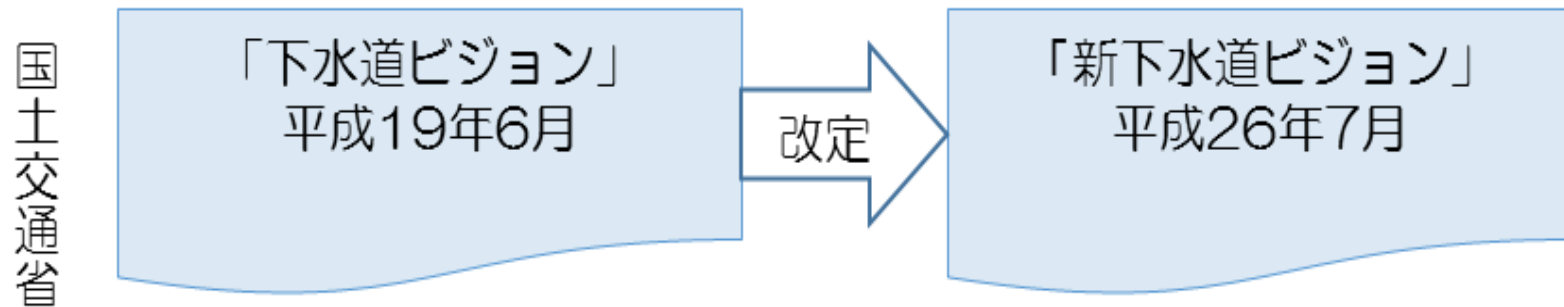 国土交通省
「下水道ビジョン」
平成19年6月
改定
「新下水道ビジョン」
平成26年7月